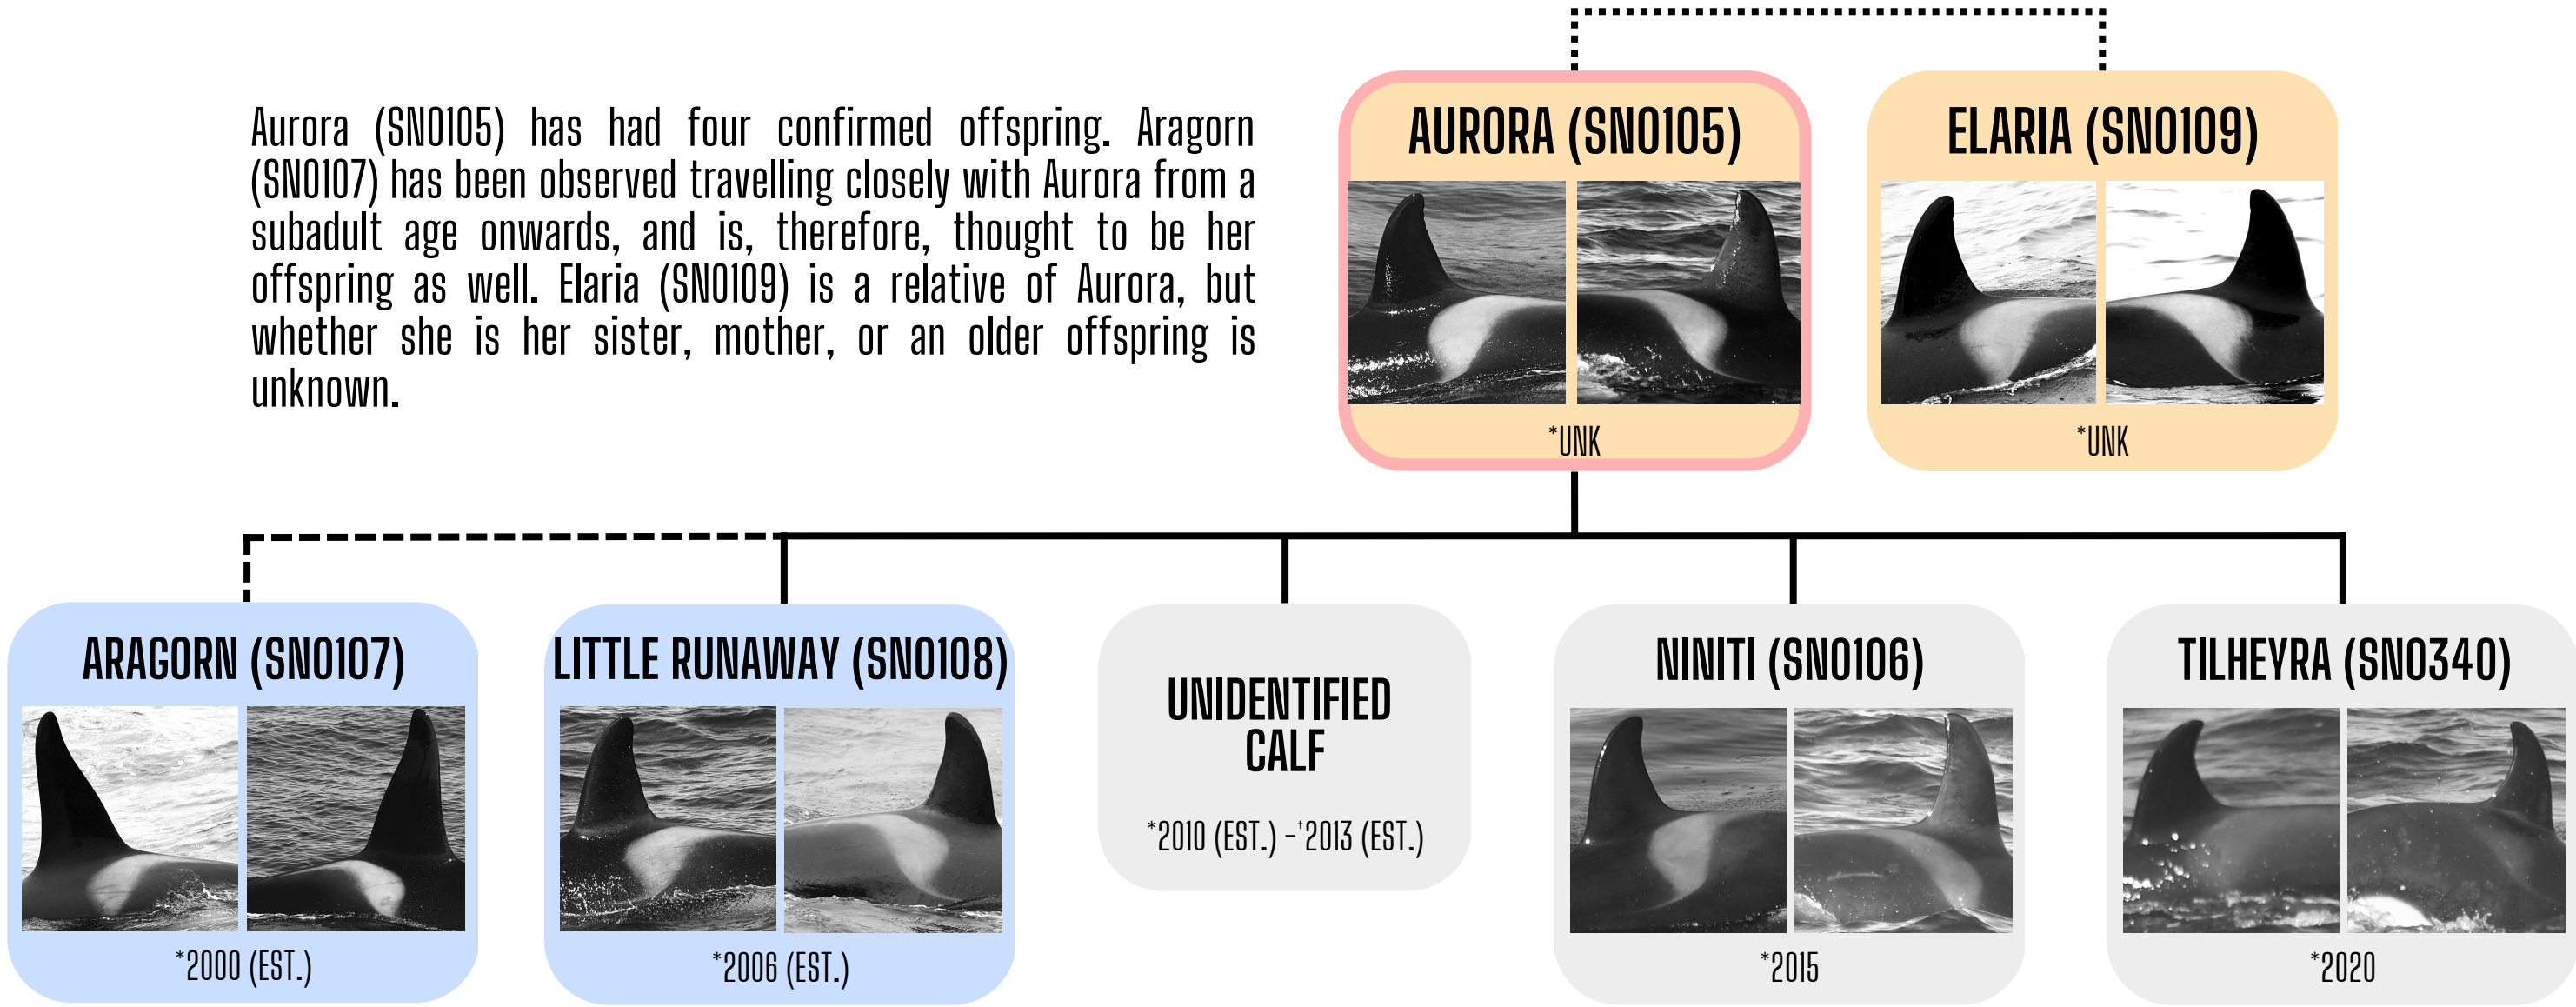 Aurora (SN0105) has had four confirmed offspring. Aragorn
(SN0107) has been observed travelling closely with Aurora from a
subadult age onwards, and is, therefore, thought to be her
offspring as well. Elaria (SN0109) is a relative of Aurora, but
whether she is her sister, mother, or an older offspring is
unknown.
AURORA (SN0105)
*UNK
ELARIA (SN0109)
*UNK
ARAGORN (SN0107)
*2000 (EST.)
LITTLE RUNAWAY (SN0108)
*2006 (EST.)
UNIDENTIFIED
CALF
*2010 (EST.) -†2013 (EST.)
NINITI (SN0106)
*2015
TILHEYRA (SN0340)
*2020